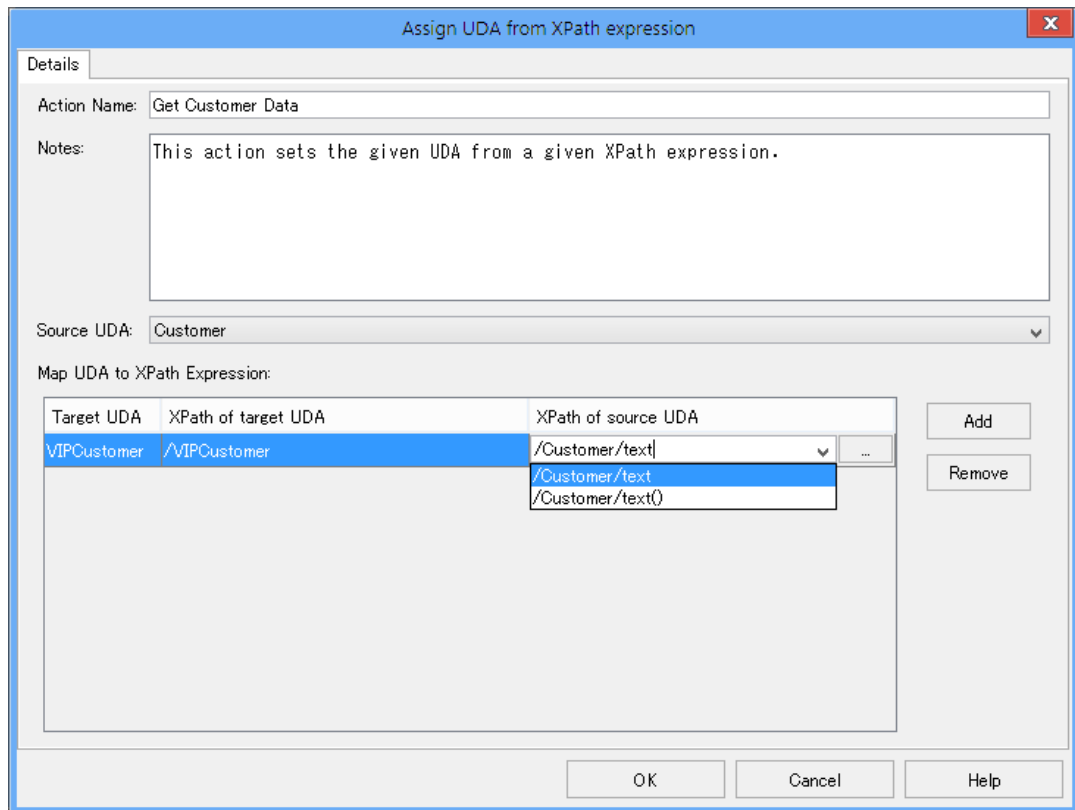 Assign UDA from XPath expression
Details
Action Name: Get Customer Data
Notes: This action sets the given UDA from a given XPath expression.
Source UDA: Customer
Map UDA to XPath Expression:
Target UDA XPath of target UDA XPath of source UDA
VIPCustomer /VIPCustomer /Customer/text ...
/Customer/text
/Customer/text()
Add
Remove
OK Cancel Help